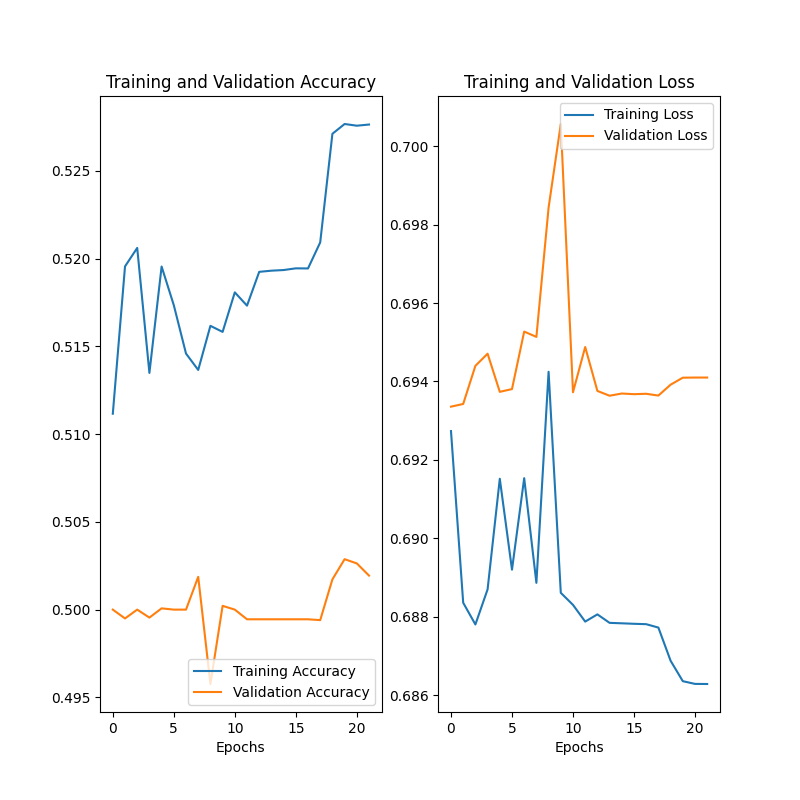 Training and Validation Accuracy
0.525
0.520
0.515
0.510
0.505
0.500
0.495
Training Accuracy
Validation Accuracy
0 5 10 15 20
Epochs
Training and Validation Loss
Training Loss
Validation Loss
0.700
0.698
0.696
0.694
0.692
0.690
0.688
0.686
0 5 10 15 20
Epochs